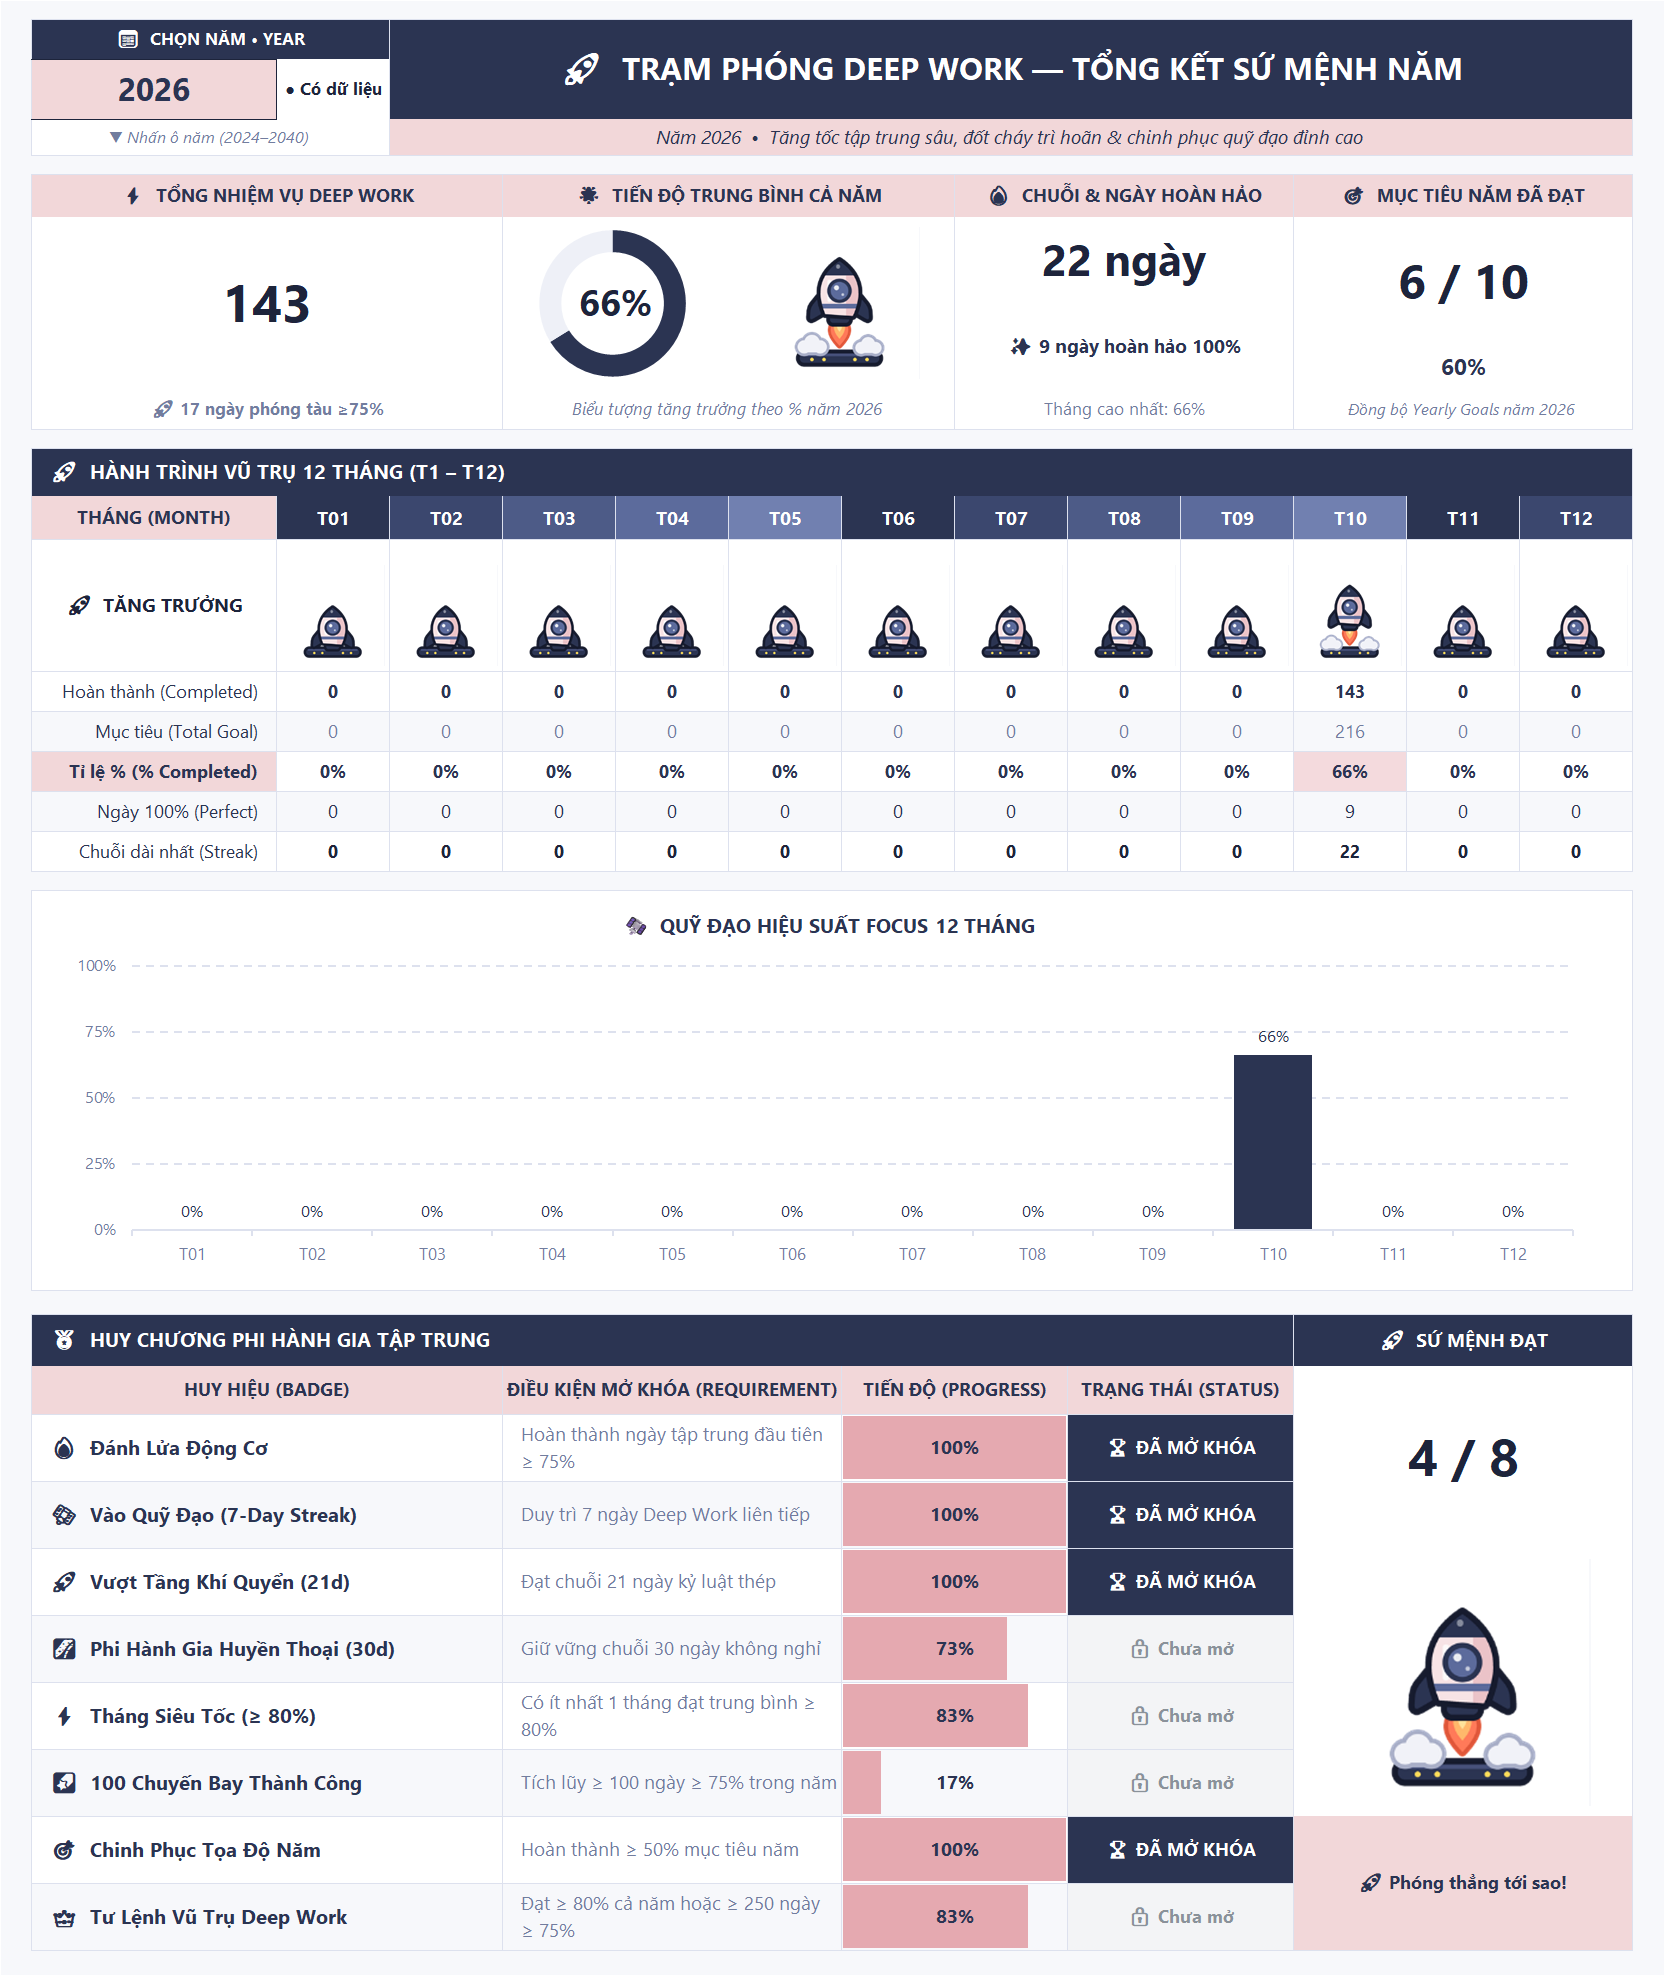 CHỌN NĂM • YEAR
2026
● Có dữ liệu
▼ Nhấn ô năm (2024–2040)
TRẠM PHÓNG DEEP WORK — TỔNG KẾT SỨ MỆNH NĂM
Năm 2026 • Tăng tốc tập trung sâu, đốt cháy trì hoãn & chinh phục quỹ đạo đỉnh cao
TỔNG NHIỆM VỤ DEEP WORK
143
17 ngày phóng tàu ≥75%
TIẾN ĐỘ TRUNG BÌNH CẢ NĂM
66%
Biểu tượng tăng trưởng theo % năm 2026
CHUỖI & NGÀY HOÀN HẢO
22 ngày
9 ngày hoàn hảo 100%
Tháng cao nhất: 66%
MỤC TIÊU NĂM ĐÃ ĐẠT
6 / 10
60%
Đồng bộ Yearly Goals năm 2026
HÀNH TRÌNH VŨ TRỤ 12 THÁNG (T1 – T12)
THÁNG (MONTH) T01 T02 T03 T04 T05 T06 T07 T08 T09 T10 T11 T12
TĂNG TRƯỞNG
Hoàn thành (Completed) 0 0 0 0 0 0 0 0 0 143 0 0
Mục tiêu (Total Goal) 0 0 0 0 0 0 0 0 0 216 0 0
Tỉ lệ % (% Completed) 0% 0% 0% 0% 0% 0% 0% 0% 0% 66% 0% 0%
Ngày 100% (Perfect) 0 0 0 0 0 0 0 0 0 9 0 0
Chuỗi dài nhất (Streak) 0 0 0 0 0 0 0 0 0 22 0 0
QUỸ ĐẠO HIỆU SUẤT FOCUS 12 THÁNG
100%
75%
50%
25%
0%
0% 0% 0% 0% 0% 0% 0% 0% 0% 66% 0% 0%
T01 T02 T03 T04 T05 T06 T07 T08 T09 T10 T11 T12
HUY CHƯƠNG PHI HÀNH GIA TẬP TRUNG
HUY HIỆU (BADGE) ĐIỀU KIỆN MỞ KHÓA (REQUIREMENT) TIẾN ĐỘ (PROGRESS) TRẠNG THÁI (STATUS)
Đánh Lửa Động Cơ
Hoàn thành ngày tập trung đầu tiên
≥ 75%
100%
ĐÃ MỞ KHÓA
Vào Quỹ Đạo (7-Day Streak)
Duy trì 7 ngày Deep Work liên tiếp
100%
ĐÃ MỞ KHÓA
Vượt Tầng Khí Quyển (21d)
Đạt chuỗi 21 ngày kỷ luật thép
100%
ĐÃ MỞ KHÓA
Phi Hành Gia Huyền Thoại (30d)
Giữ vững chuỗi 30 ngày không nghỉ
73%
Chưa mở
Tháng Siêu Tốc (≥ 80%)
Có ít nhất 1 tháng đạt trung bình ≥
80%
83%
Chưa mở
100 Chuyến Bay Thành Công
Tích lũy ≥ 100 ngày ≥ 75% trong năm
17%
Chưa mở
Chinh Phục Tọa Độ Năm
Hoàn thành ≥ 50% mục tiêu năm
100%
ĐÃ MỞ KHÓA
Tư Lệnh Vũ Trụ Deep Work
Đạt ≥ 80% cả năm hoặc ≥ 250 ngày
≥ 75%
83%
Chưa mở
SỨ MỆNH ĐẠT
4 / 8
Phóng thẳng tới sao!